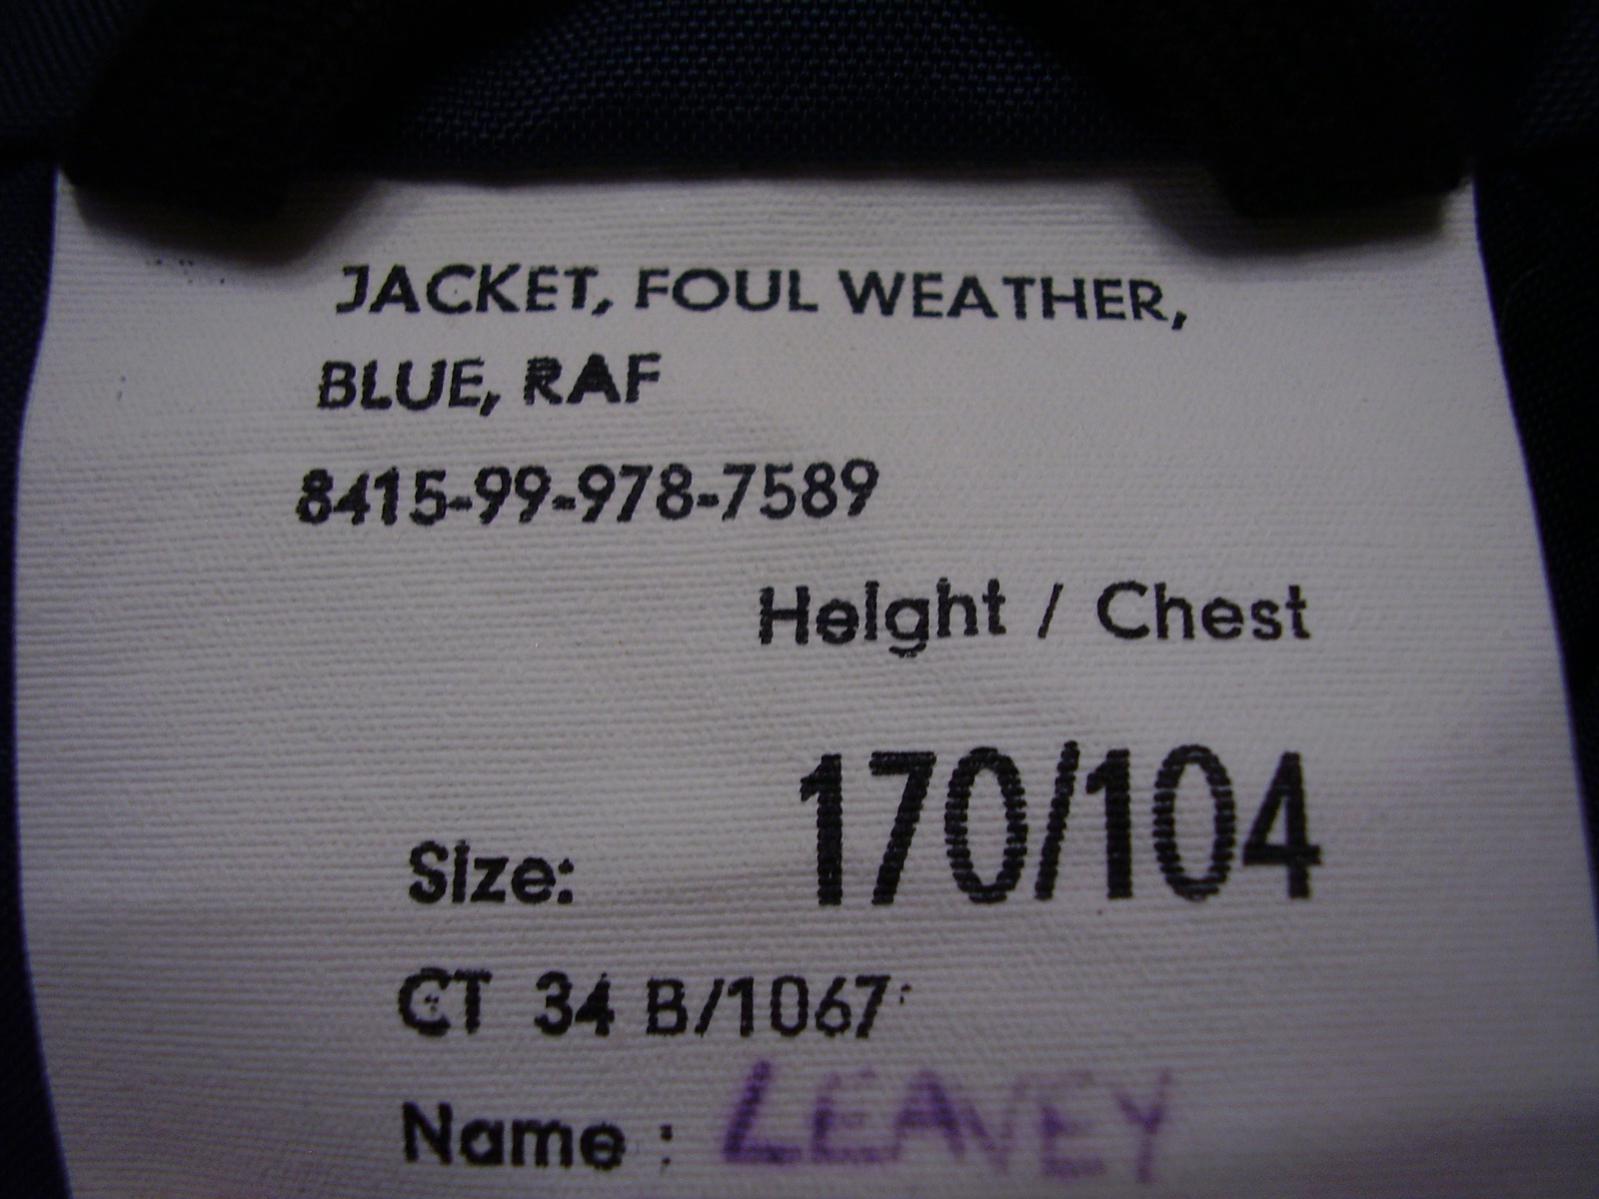 JACKET, FOUL WEATHER,
BLUE, RAF
8415-99-978-7589
Height / Chest
Size: 170/104
CT 34 B/1067
Name : LEAVEY